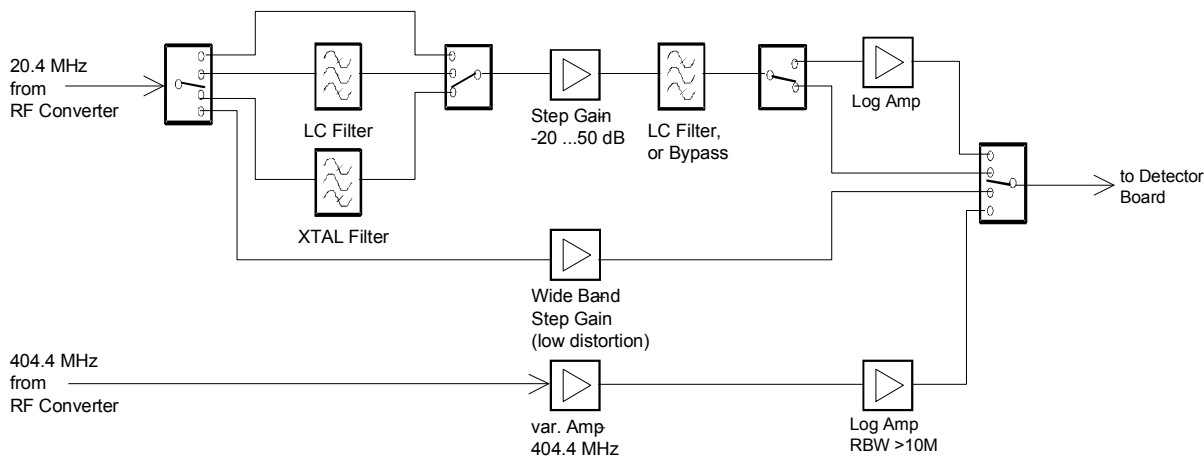 20.4 MHz
from
RF Converter
LC Filter
XTAL Filter
Step Gain-
-20 ...50 dB
LC Filter,
or Bypass
Log Amp
to Detector
Board
Wide Band-
Step Gain
(low distortion)
404.4 MHz
from
RF Converter
var. Amp-
404.4 MHz
Log Amp
RBW >10M